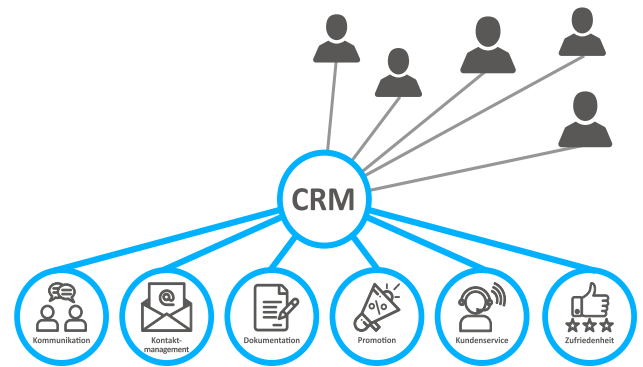 CRM
Kommunikation
Kontakt-
management
Dokumentation
Promotion
Kundenservice
Zufriedenheit
@
%